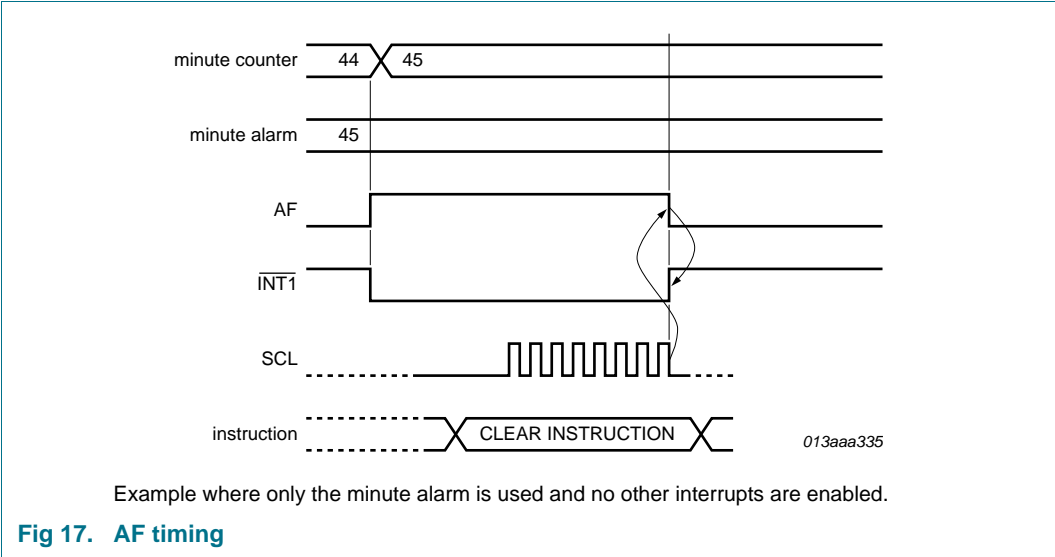 minute counter 44 45
minute alarm 45
AF
INT1
SCL
instruction CLEAR INSTRUCTION
013aaa335
Example where only the minute alarm is used and no other interrupts are enabled.
Fig 17. AF timing